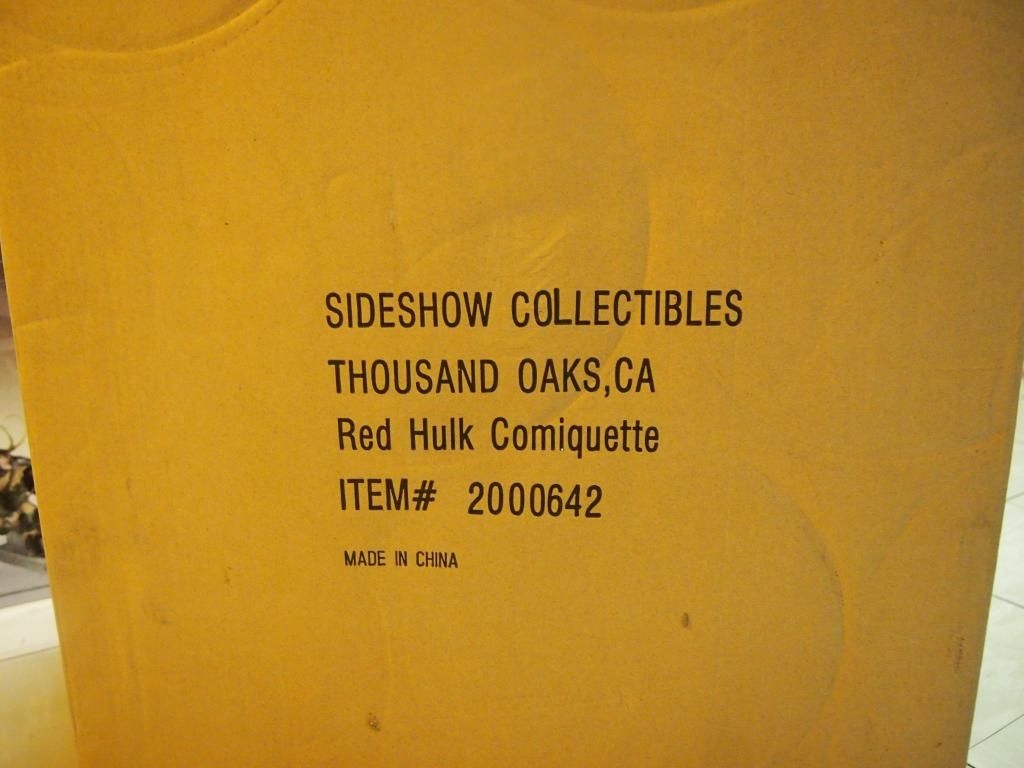 SIDESHOW COLLECTIBLES
THOUSAND OAKS,CA
Red Hulk Comiquette
ITEM# 2000642
MADE IN CHINA